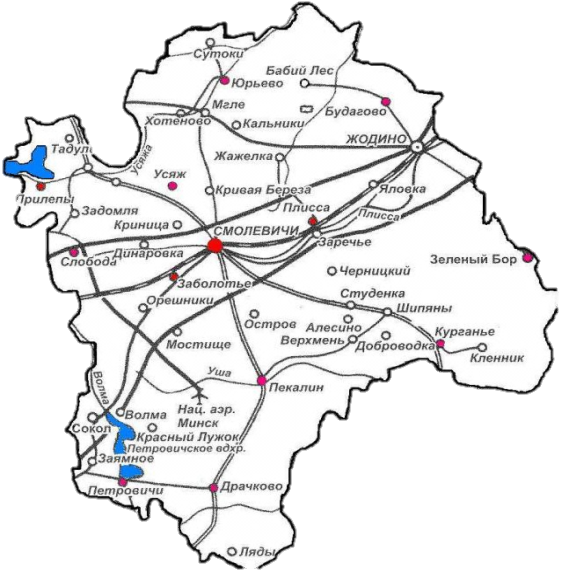 Сутоки
Бабий Лес
Юрьево
Будагово
Мгле
Хотеново
Кальники
ЖОДИНО
Тадул
Усяжа
Жажелка
Усяж
Кривая Береза
Яловка
Прилепы
Плисса
Плисса
Задомля
Криница
СМОЛЕВИЧИ
Заречье
Динаровка
Слобода
Зеленый Бор
Черницкий
Заболотье
Орешники
Студенка
Шипяны
Остров
Алесино
Курганье
Мостище
Верхмень
Доброводка
Кленник
Уша
Волма
Пекалин
Нац. аэр.
Минск
Волма
Сокол
Красный Лужок
Петровичское вдхр.
Заямное
Петровичи
Драчково
Ляды